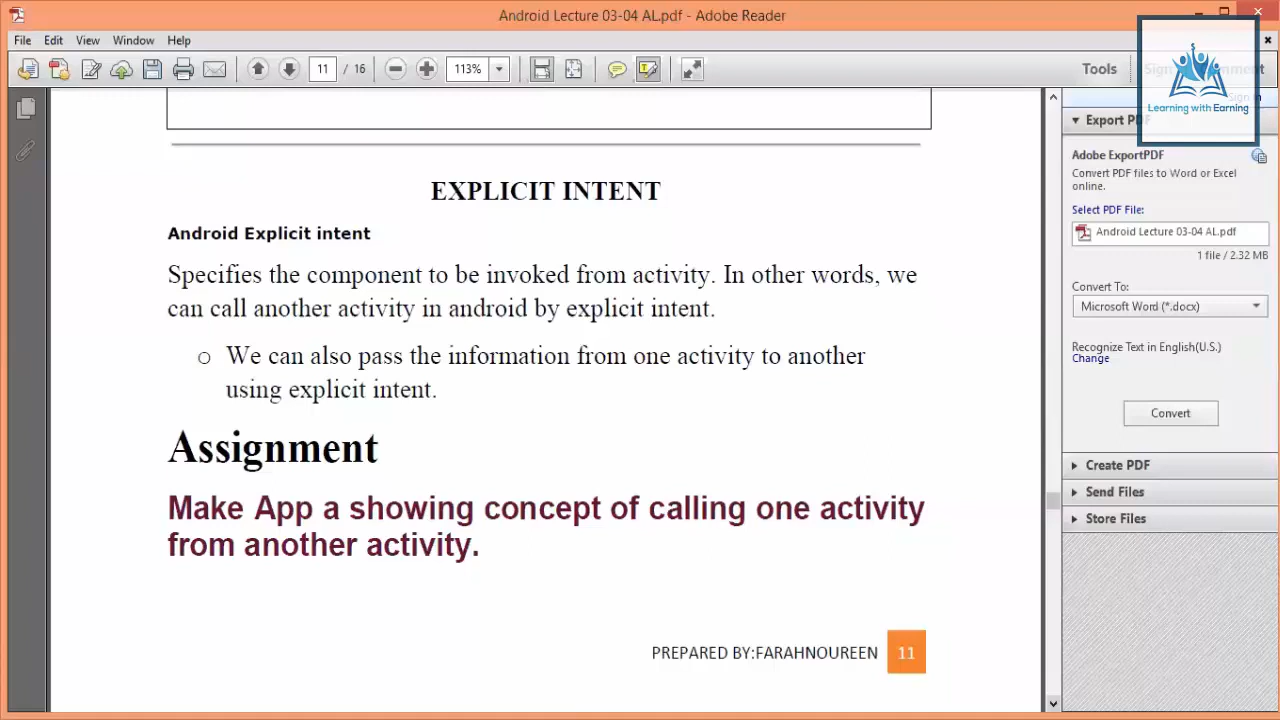 Android Lecture 03-04 AL.pdf - Adobe Reader
File Edit View Window Help
11 / 16 113% Tools
Learning with Earning
Export PDF
Adobe ExportPDF
Convert PDF files to Word or Excel
online.
Select PDF File:
Android Lecture 03-04 AL.pdf
1 file / 2.32 MB
Convert To:
Microsoft Word (*.docx)
Recognize Text in English(U.S.)
Change
Convert
Create PDF
Send Files
Store Files
EXPLICIT INTENT
Android Explicit intent
Specifies the component to be invoked from activity. In other words, we
can call another activity in android by explicit intent.
o We can also pass the information from one activity to another
using explicit intent.
Assignment
Make App a showing concept of calling one activity
from another activity.
PREPARED BY:FARAHNOUREEN 11